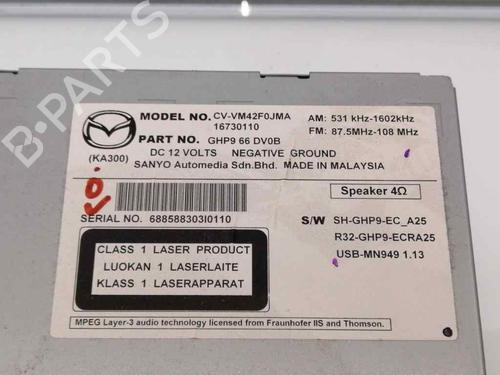 MODEL NO. CV-VM42F0JMA
16730110
AM: 531 kHz-1602kHz
FM: 87.5MHz-108 MHz
PART NO. GHP9 66 DV0B
DC 12 VOLTS NEGATIVE GROUND
(KA300)
SANYO Automedia Sdn.Bhd. MADE IN MALAYSIA
Speaker 4Ω
SERIAL NO. 688588303I0110
S/W SH-GHP9-EC_A25
R32-GHP9-ECRA25
USB-MN949 1.13
CLASS 1 LASER PRODUCT
LUOKAN 1 LASERLAITE
KLASS 1 LASERAPPARAT
MPEG Layer-3 audio technology licensed from Fraunhofer IIS and Thomson.
B-PARTS